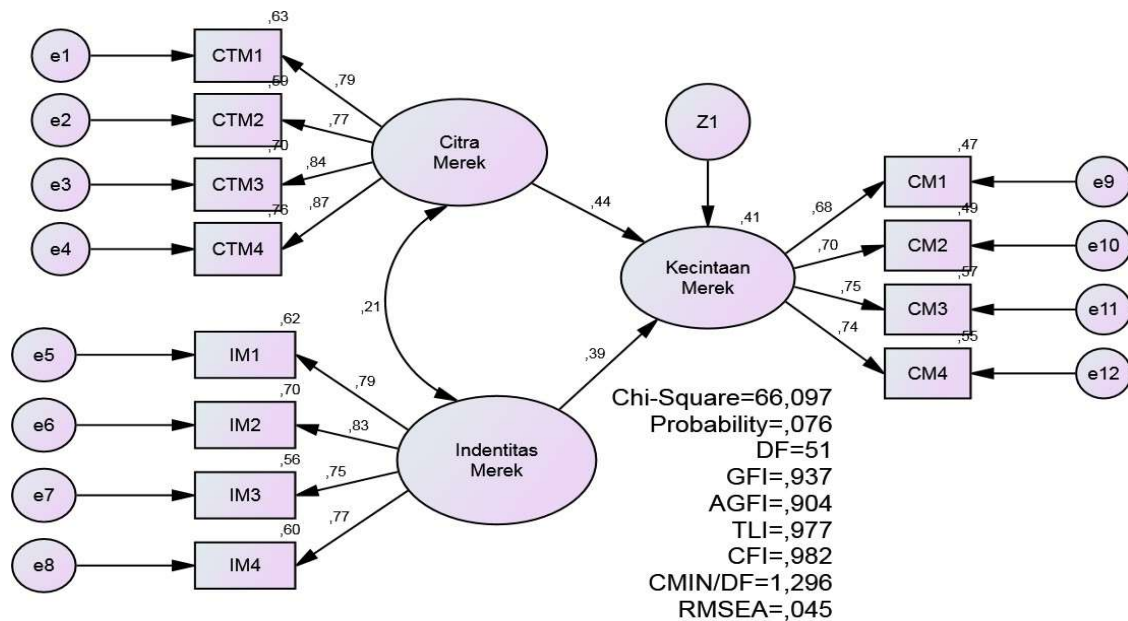 ,63
e1
CTM1
,79
,59
e2
CTM2
,77
,70
e3
CTM3
,84
,76
e4
CTM4
,87
Citra
Merek
Z1
,44
,41
Kecintaan
Merek
,47
,68
CM1
e9
,49
,70
CM2
e10
,57
,75
CM3
e11
,55
,74
CM4
e12
,21
,62
e5
IM1
,79
,70
e6
IM2
,83
,56
e7
IM3
,75
,60
e8
IM4
,77
Indentitas
Merek
,39
Chi-Square=66,097
Probability=,076
DF=51
GFI=,937
AGFI=,904
TLI=,977
CFI=,982
CMIN/DF=1,296
RMSEA=,045